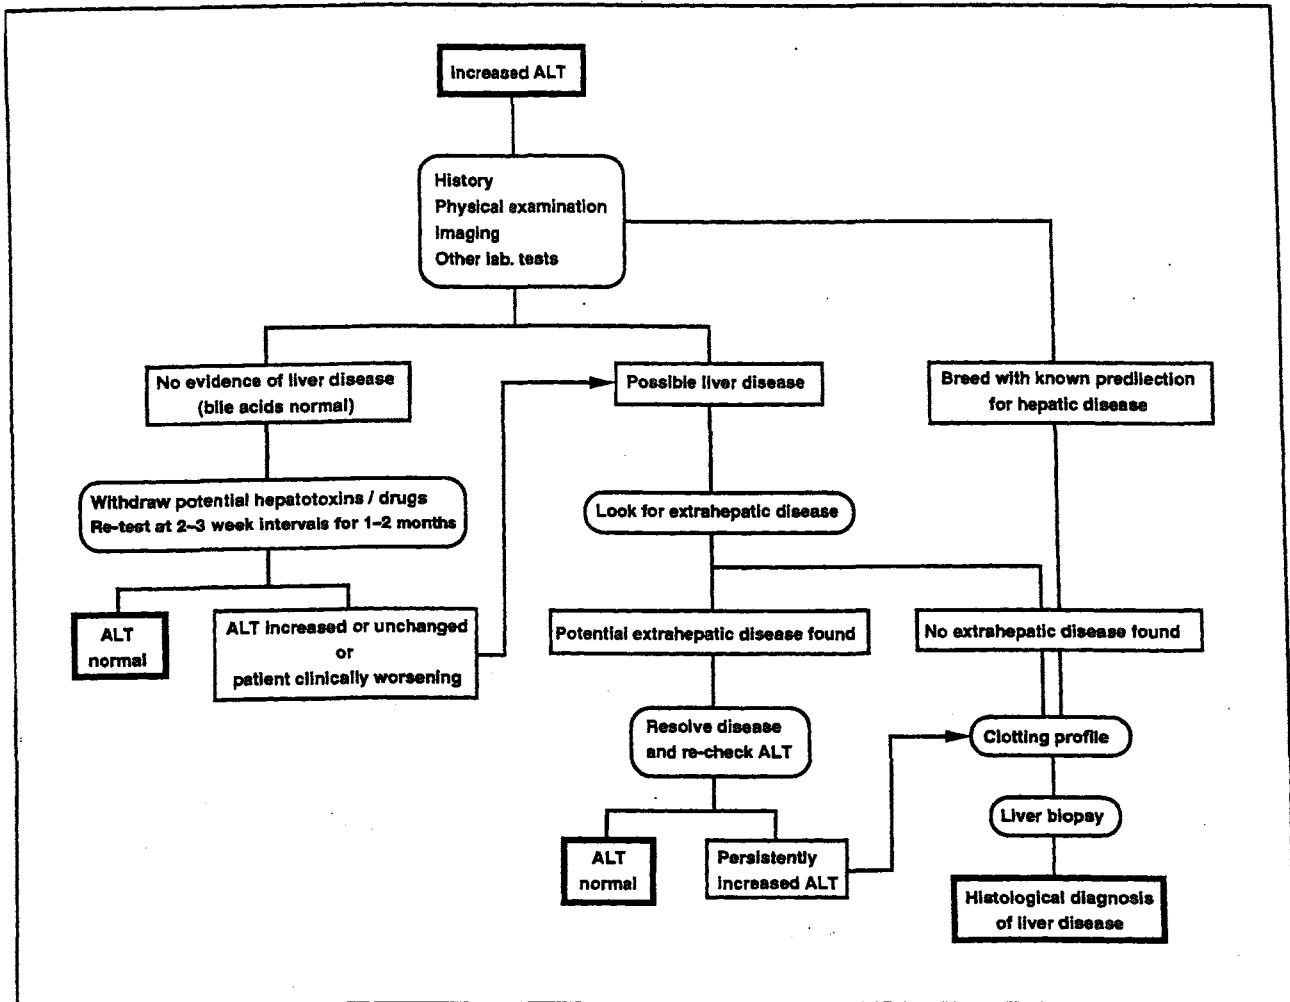 Increased ALT
History
Physical examination
Imaging
Other lab. tests
No evidence of liver disease
(bile acids normal)
Possible liver disease
Breed with known predilection
for hepatic disease
Withdraw potential hepatotoxins / drugs
Re-test at 2–3 week intervals for 1–2 months
Look for extrahepatic disease
ALT
normal
ALT increased or unchanged
or
patient clinically worsening
Potential extrahepatic disease found
No extrahepatic disease found
Resolve disease
and re-check ALT
Clotting profile
Liver biopsy
ALT
normal
Persistently
increased ALT
Histological diagnosis
of liver disease